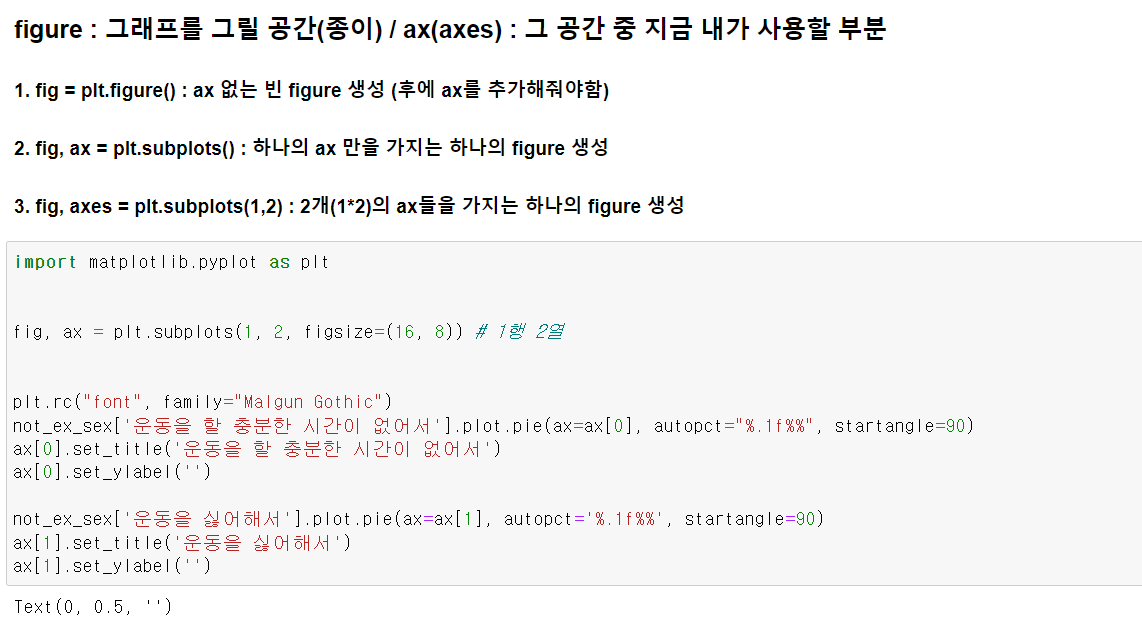 figure : 그래프를 그릴 공간(종이) / ax(axes) : 그 공간 중 지금 내가 사용할 부분
1. fig = plt.figure() : ax 없는 빈 figure 생성 (후에 ax를 추가해줘야함)
2. fig, ax = plt.subplots() : 하나의 ax 만을 가지는 하나의 figure 생성
3. fig, axes = plt.subplots(1,2) : 2개(1*2)의 ax들을 가지는 하나의 figure 생성
import matplotlib.pyplot as plt
fig, ax = plt.subplots(1, 2, figsize=(16, 8)) # 1행 2열
plt.rc("font", family="Malgun Gothic")
not_ex_sex['운동을 할 충분한 시간이 없어서'].plot.pie(ax=ax[0], autopct="%.1f%%", startangle=90)
ax[0].set_title('운동을 할 충분한 시간이 없어서')
ax[0].set_ylabel('')
not_ex_sex['운동을 싫어해서'].plot.pie(ax=ax[1], autopct='%.1f%%', startangle=90)
ax[1].set_title('운동을 싫어해서')
ax[1].set_ylabel('')
Text(0, 0.5, '')